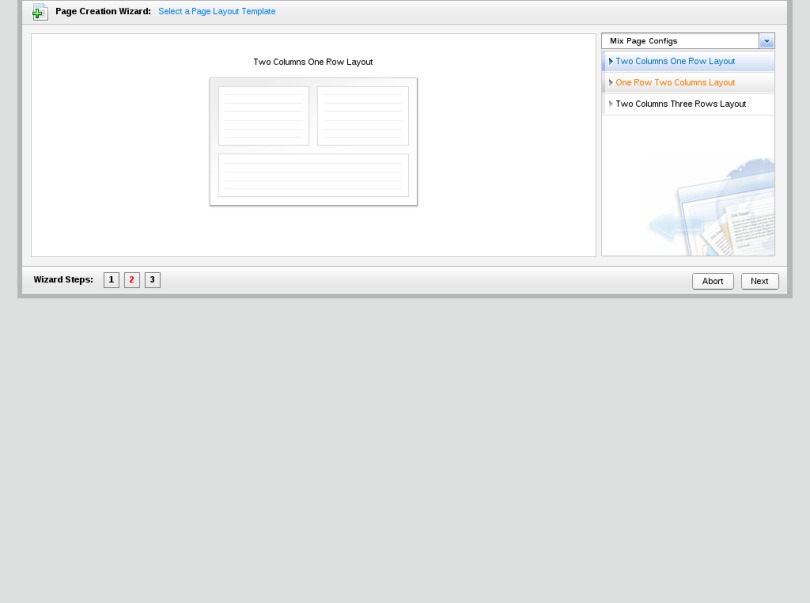 Page Creation Wizard: Select a Page Layout Template
Two Columns One Row Layout
Mix Page Configs
Two Columns One Row Layout
One Row Two Columns Layout
Two Columns Three Rows Layout
Wizard Steps: 1 2 3
Abort Next